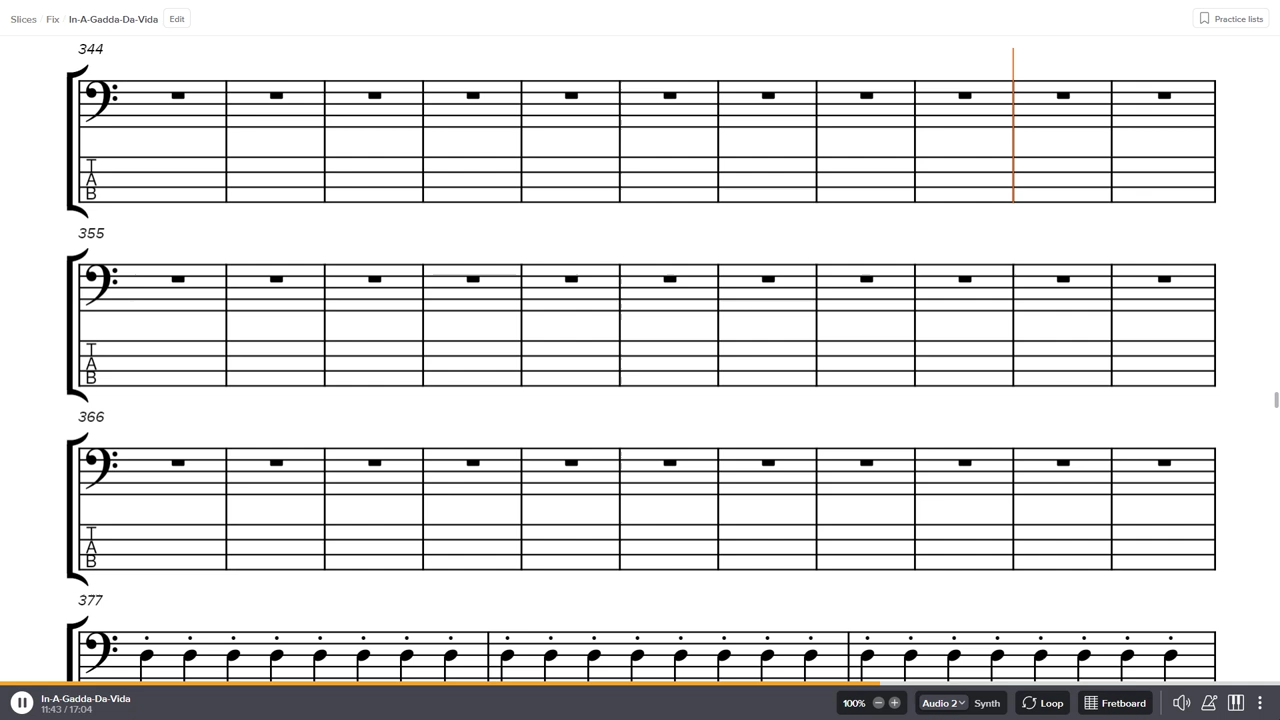 Slices / Fix / In-A-Gadda-Da-Vida Edit Practice lists
344
T
A
B
355
T
A
B
366
T
A
B
377
In-A-Gadda-Da-Vida
11:43 / 17:04
100% Audio 2 Synth Loop Fretboard